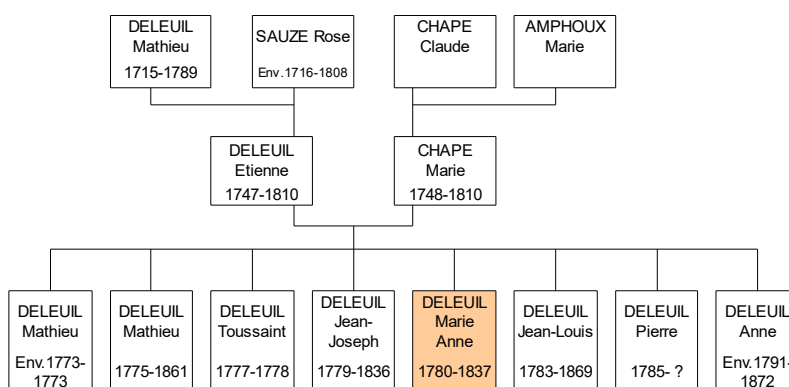 DELEUIL
Mathieu
1715-1789
SAUZE Rose
Env.1716-1808
CHAPE
Claude
AMPHOUX
Marie
DELEUIL
Etienne
1747-1810
CHAPE
Marie
1748-1810
DELEUIL
Mathieu
Env.1773-
1773
DELEUIL
Mathieu
1775-1861
DELEUIL
Toussaint
1777-1778
DELEUIL
Jean-
Joseph
1779-1836
DELEUIL
Marie
Anne
1780-1837
DELEUIL
Jean-Louis
1783-1869
DELEUIL
Pierre
1785- ?
DELEUIL
Anne
Env.1791-
1872